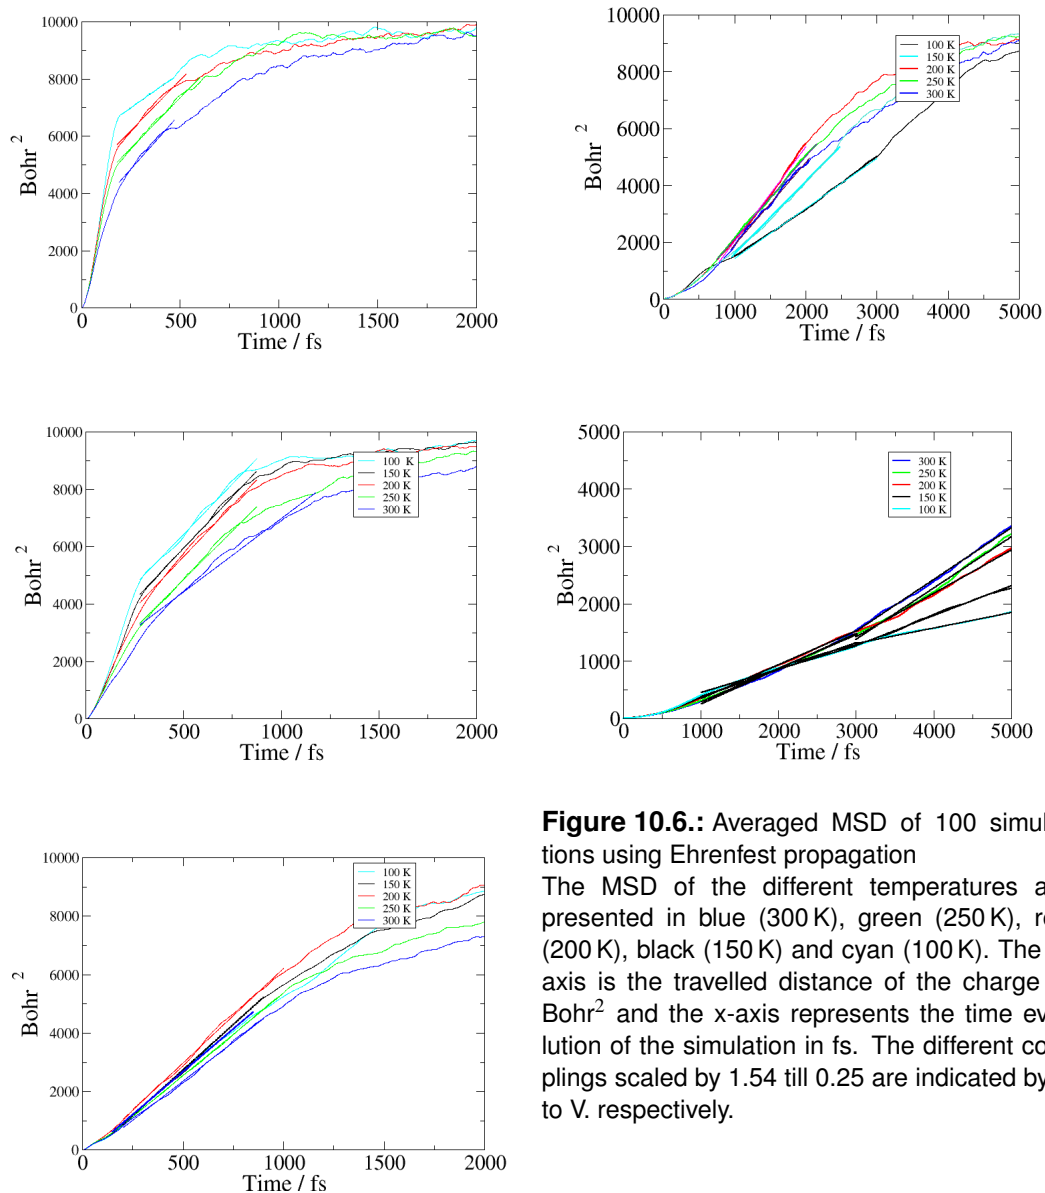 10000
8000
6000
4000
2000
0
Bohr 2
0 500 1000 1500 2000
Time / fs
10000
8000
6000
4000
2000
0
Bohr 2
100 K
150 K
200 K
250 K
300 K
0 1000 2000 3000 4000 5000
Time / fs
10000
8000
6000
4000
2000
0
Bohr 2
100 K
150 K
200 K
250 K
300 K
0 500 1000 1500 2000
Time / fs
5000
4000
3000
2000
1000
0
Bohr 2
300 K
250 K
200 K
150 K
100 K
0 1000 2000 3000 4000 5000
Time / fs
10000
8000
6000
4000
2000
0
Bohr 2
100 K
150 K
200 K
250 K
300 K
0 500 1000 1500 2000
Time / fs
Figure 10.6.: Averaged MSD of 100 simul
tions using Ehrenfest propagation
The MSD of the different temperatures a
presented in blue (300 K), green (250 K), re
(200 K), black (150 K) and cyan (100 K). The
axis is the travelled distance of the charge
Bohr2 and the x-axis represents the time ev
lution of the simulation in fs. The different co
plings scaled by 1.54 till 0.25 are indicated by
to V. respectively.